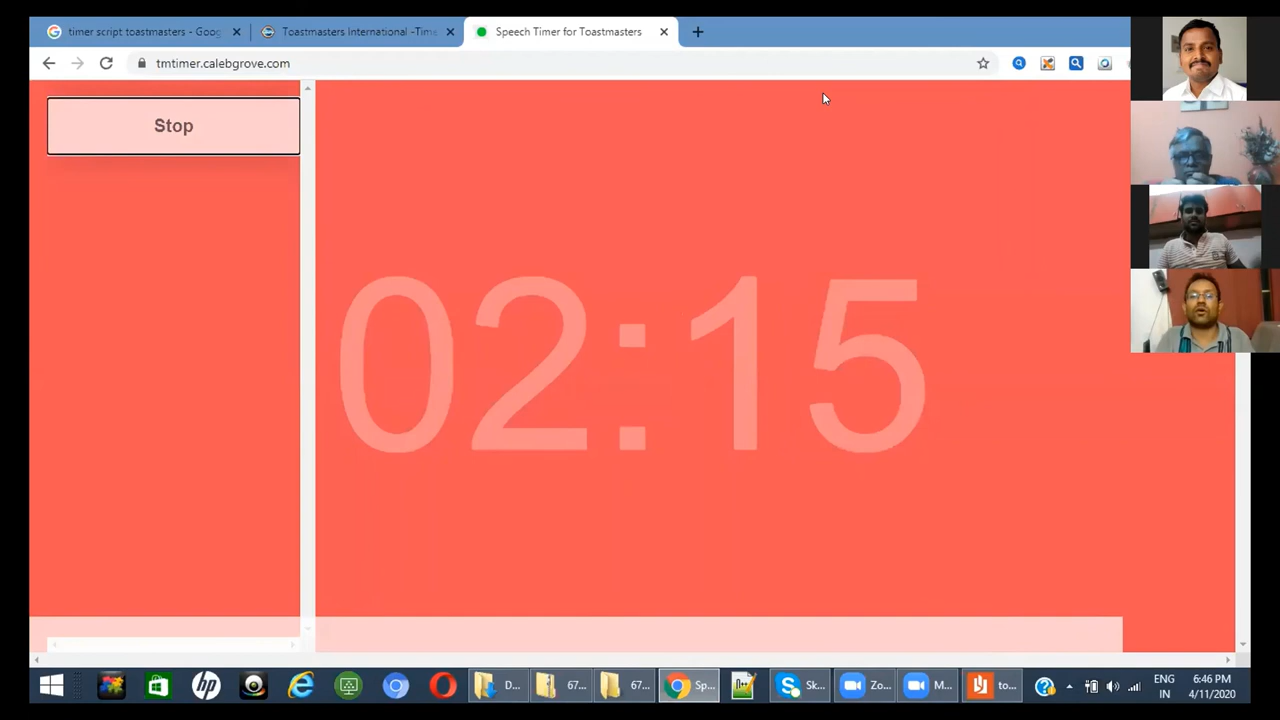 timer script toastmasters - Goog
Toastmasters International -Time
Speech Timer for Toastmasters
tmtimer.calebgrove.com
Stop
02:15
D...
67...
67...
Sp...
Sk...
Zo...
M...
to...
ENG
IN
6:46 PM
4/11/2020